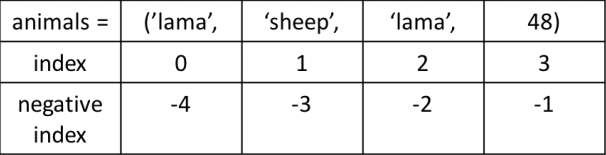 animals = ('lama', ‘sheep’, ‘lama’, 48)
index 0 1 2 3
negative index -4 -3 -2 -1